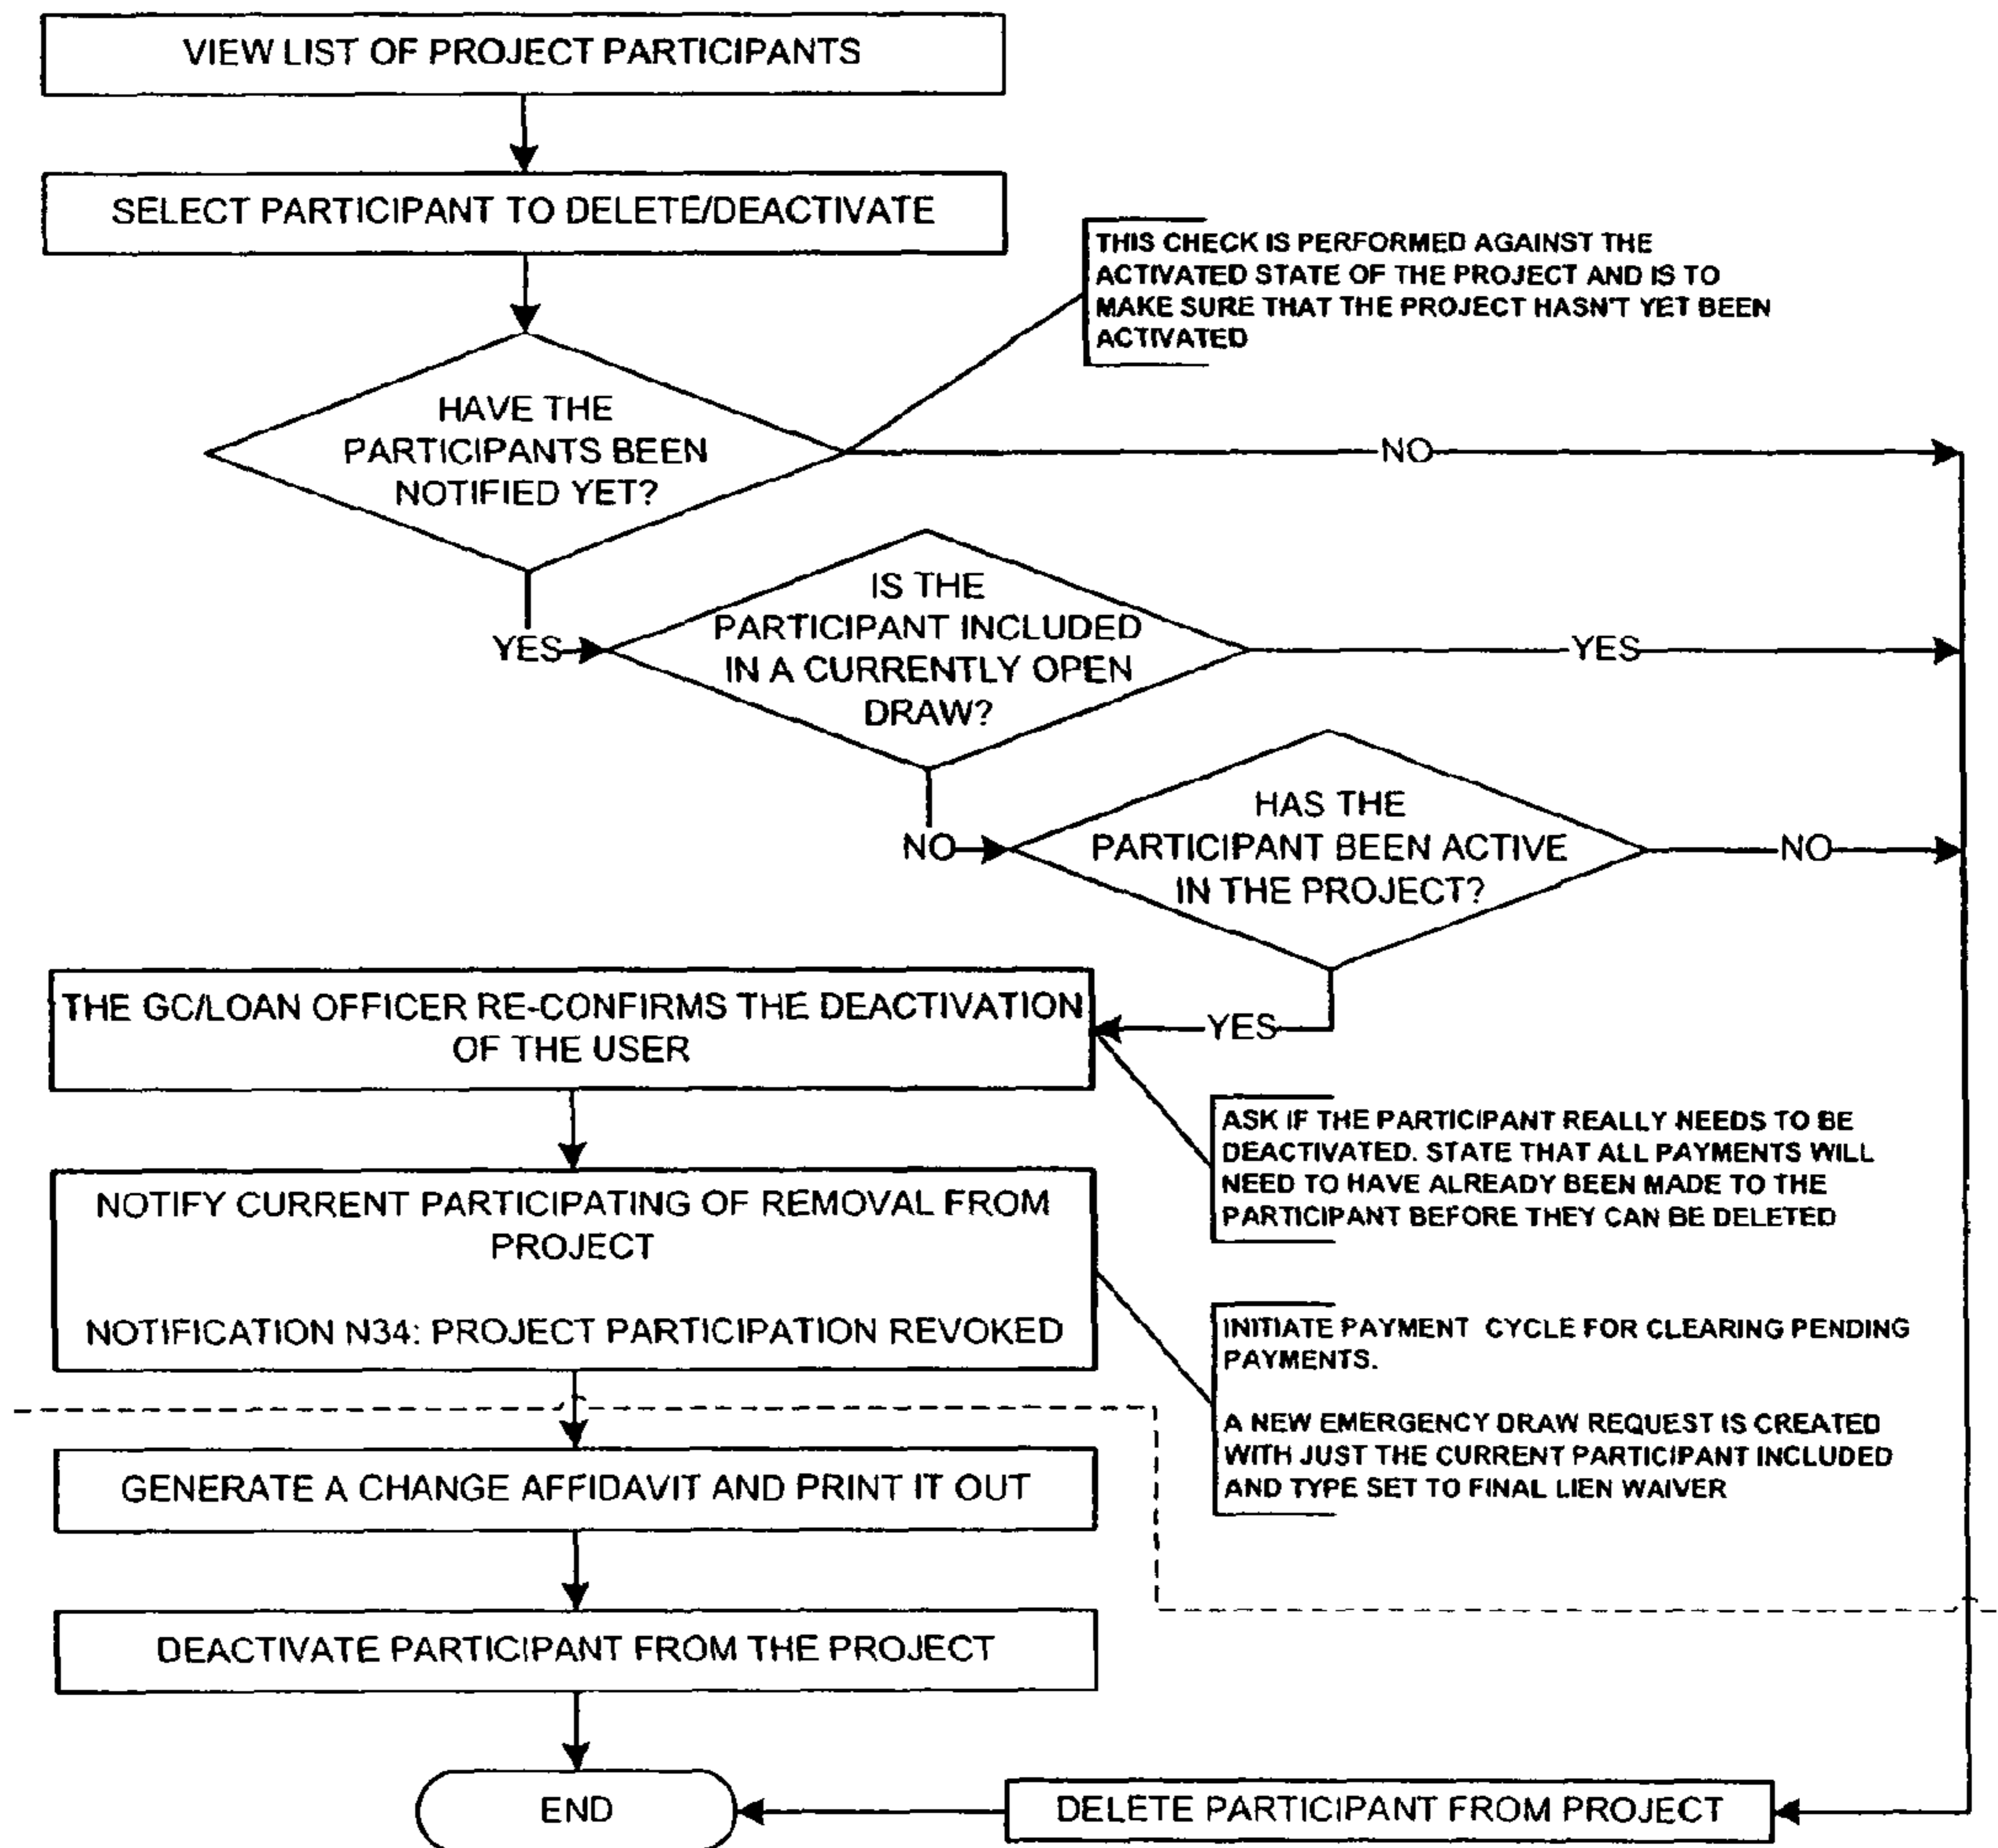 VIEW LIST OF PROJECT PARTICIPANTS
SELECT PARTICIPANT TO DELETE/DEACTIVATE
THIS CHECK IS PERFORMED AGAINST THE
ACTIVATED STATE OF THE PROJECT AND IS TO
MAKE SURE THAT THE PROJECT HASN'T YET BEEN
ACTIVATED
HAVE THE
PARTICIPANTS BEEN
NOTIFIED YET?
NO
YES
IS THE
PARTICIPANT INCLUDED
IN A CURRENTLY OPEN
DRAW?
YES
NO
HAS THE
PARTICIPANT BEEN ACTIVE
IN THE PROJECT?
NO
YES
THE GC/LOAN OFFICER RE-CONFIRMS THE DEACTIVATION
OF THE USER
ASK IF THE PARTICIPANT REALLY NEEDS TO BE
DEACTIVATED. STATE THAT ALL PAYMENTS WILL
NEED TO HAVE ALREADY BEEN MADE TO THE
PARTICIPANT BEFORE THEY CAN BE DELETED
NOTIFY CURRENT PARTICIPATING OF REMOVAL FROM
PROJECT
NOTIFICATION N34: PROJECT PARTICIPATION REVOKED
INITIATE PAYMENT CYCLE FOR CLEARING PENDING
PAYMENTS.
A NEW EMERGENCY DRAW REQUEST IS CREATED
WITH JUST THE CURRENT PARTICIPANT INCLUDED
AND TYPE SET TO FINAL LIEN WAIVER
GENERATE A CHANGE AFFIDAVIT AND PRINT IT OUT
DEACTIVATE PARTICIPANT FROM THE PROJECT
END
DELETE PARTICIPANT FROM PROJECT